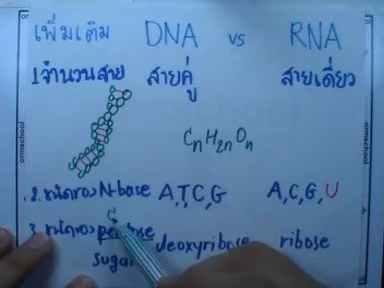 เพิ่มเติม DNA vs RNA
1.จำนวนสาย สายคู่ สายเดี่ยว
CnH2nOn
2.ชนิดของ N-base A,T,C,G A,C,G,U
3.ชนิดของ
sugar deoxyribose ribose
ormschool
ormschool